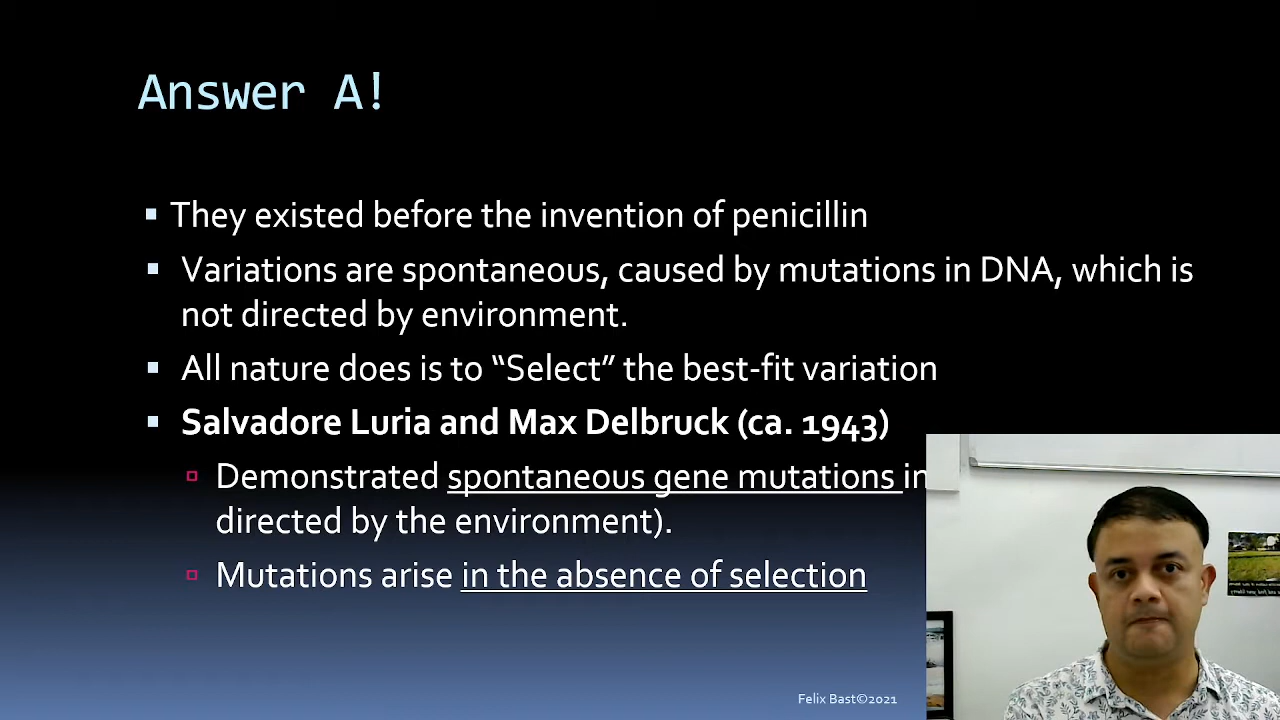 Answer A!
They existed before the invention of penicillin
Variations are spontaneous, caused by mutations in DNA, which is
not directed by environment.
All nature does is to “Select” the best-fit variation
Salvadore Luria and Max Delbruck (ca. 1943)
Demonstrated spontaneous gene mutations in
directed by the environment).
Mutations arise in the absence of selection
Felix Bast©2021